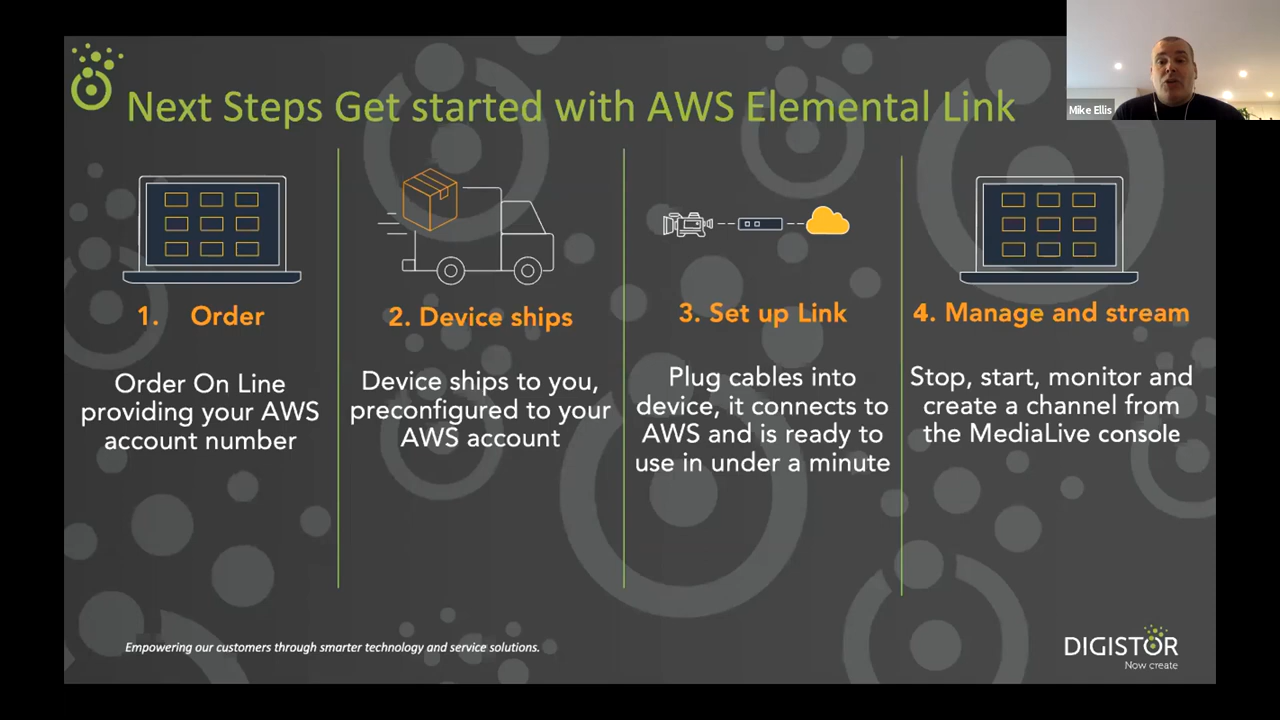 Next Steps Get started with AWS Elemental Link
Mike Ellis
1. Order
Order On Line
providing your AWS
account number
2. Device ships
Device ships to you,
preconfigured to your
AWS account
3. Set up Link
Plug cables into
device, it connects to
AWS and is ready to
use in under a minute
4. Manage and stream
Stop, start, monitor and
create a channel from
the MediaLive console
Empowering our customers through smarter technology and service solutions.
DIGISTOR
Now create